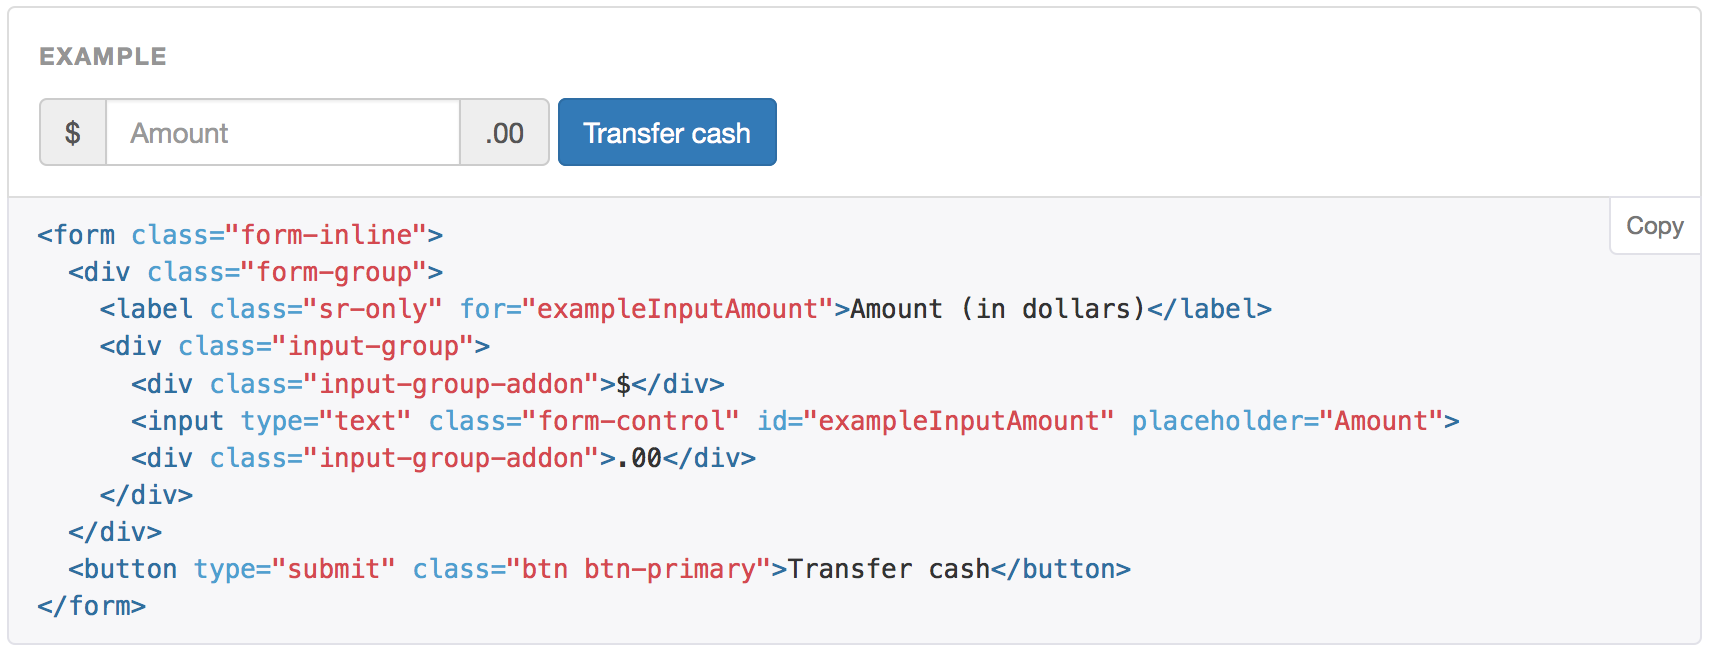 EXAMPLE
$ Amount .00 Transfer cash
Copy
<form class="form-inline">
  <div class="form-group">
    <label class="sr-only" for="exampleInputAmount">Amount (in dollars)</label>
    <div class="input-group">
      <div class="input-group-addon">$</div>
      <input type="text" class="form-control" id="exampleInputAmount" placeholder="Amount">
      <div class="input-group-addon">.00</div>
    </div>
  </div>
  <button type="submit" class="btn btn-primary">Transfer cash</button>
</form>